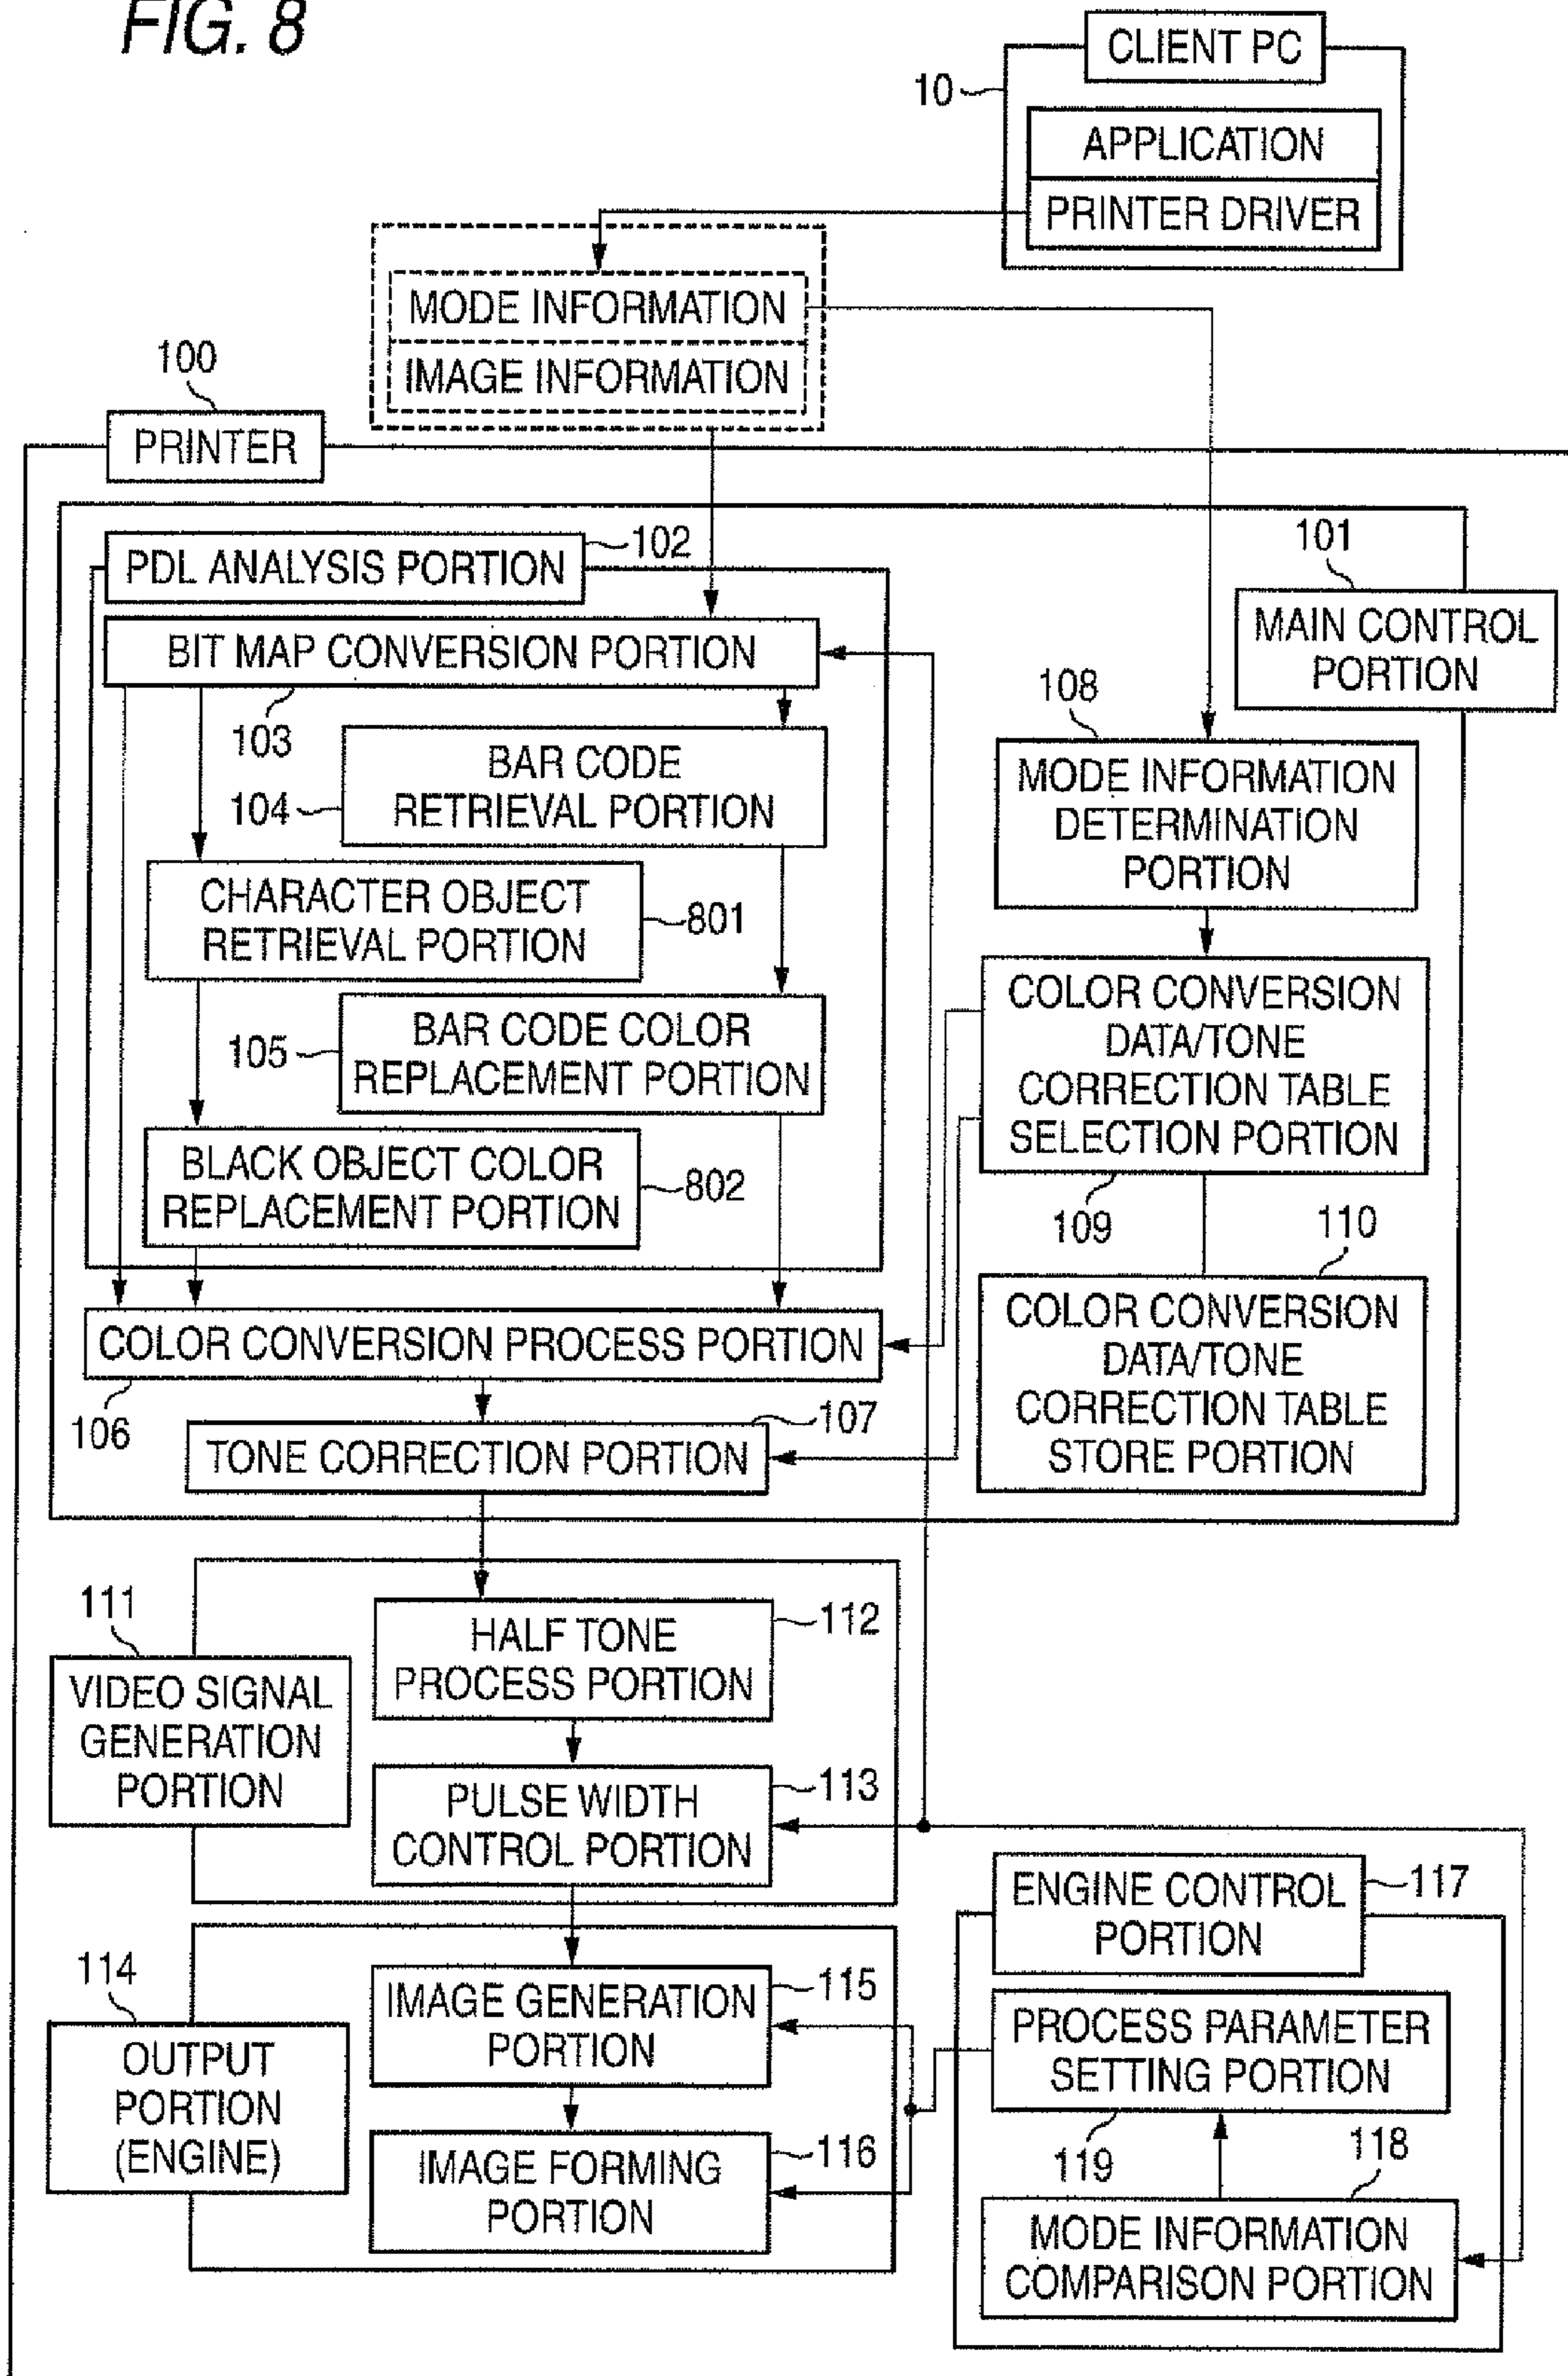 FIG. 8
CLIENT PC
10
APPLICATION
PRINTER DRIVER
MODE INFORMATION
IMAGE INFORMATION
100
PRINTER
PDL ANALYSIS PORTION
102
101
MAIN CONTROL
PORTION
BIT MAP CONVERSION PORTION
103
108
MODE INFORMATION
DETERMINATION
PORTION
BAR CODE
RETRIEVAL PORTION
104
CHARACTER OBJECT
RETRIEVAL PORTION
801
COLOR CONVERSION
DATA/TONE
CORRECTION TABLE
SELECTION PORTION
109
BAR CODE COLOR
REPLACEMENT PORTION
105
BLACK OBJECT COLOR
REPLACEMENT PORTION
802
110
COLOR CONVERSION
DATA/TONE
CORRECTION TABLE
STORE PORTION
COLOR CONVERSION PROCESS PORTION
106
107
TONE CORRECTION PORTION
111
VIDEO SIGNAL
GENERATION
PORTION
HALF TONE
PROCESS PORTION
112
PULSE WIDTH
CONTROL PORTION
113
ENGINE CONTROL
PORTION
117
114
OUTPUT
PORTION
(ENGINE)
IMAGE GENERATION
PORTION
115
PROCESS PARAMETER
SETTING PORTION
119
IMAGE FORMING
PORTION
116
118
MODE INFORMATION
COMPARISON PORTION